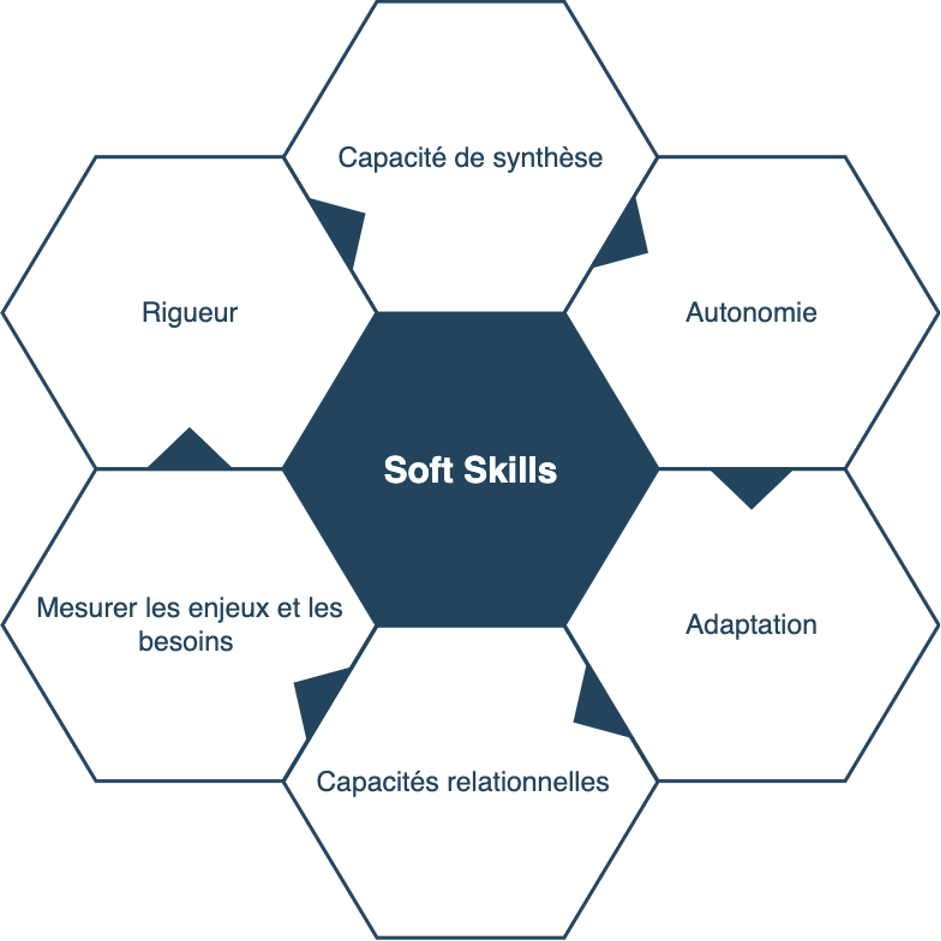 Capacité de synthèse
Rigueur
Autonomie
Soft Skills
Mesurer les enjeux et les
besoins
Adaptation
Capacités relationnelles